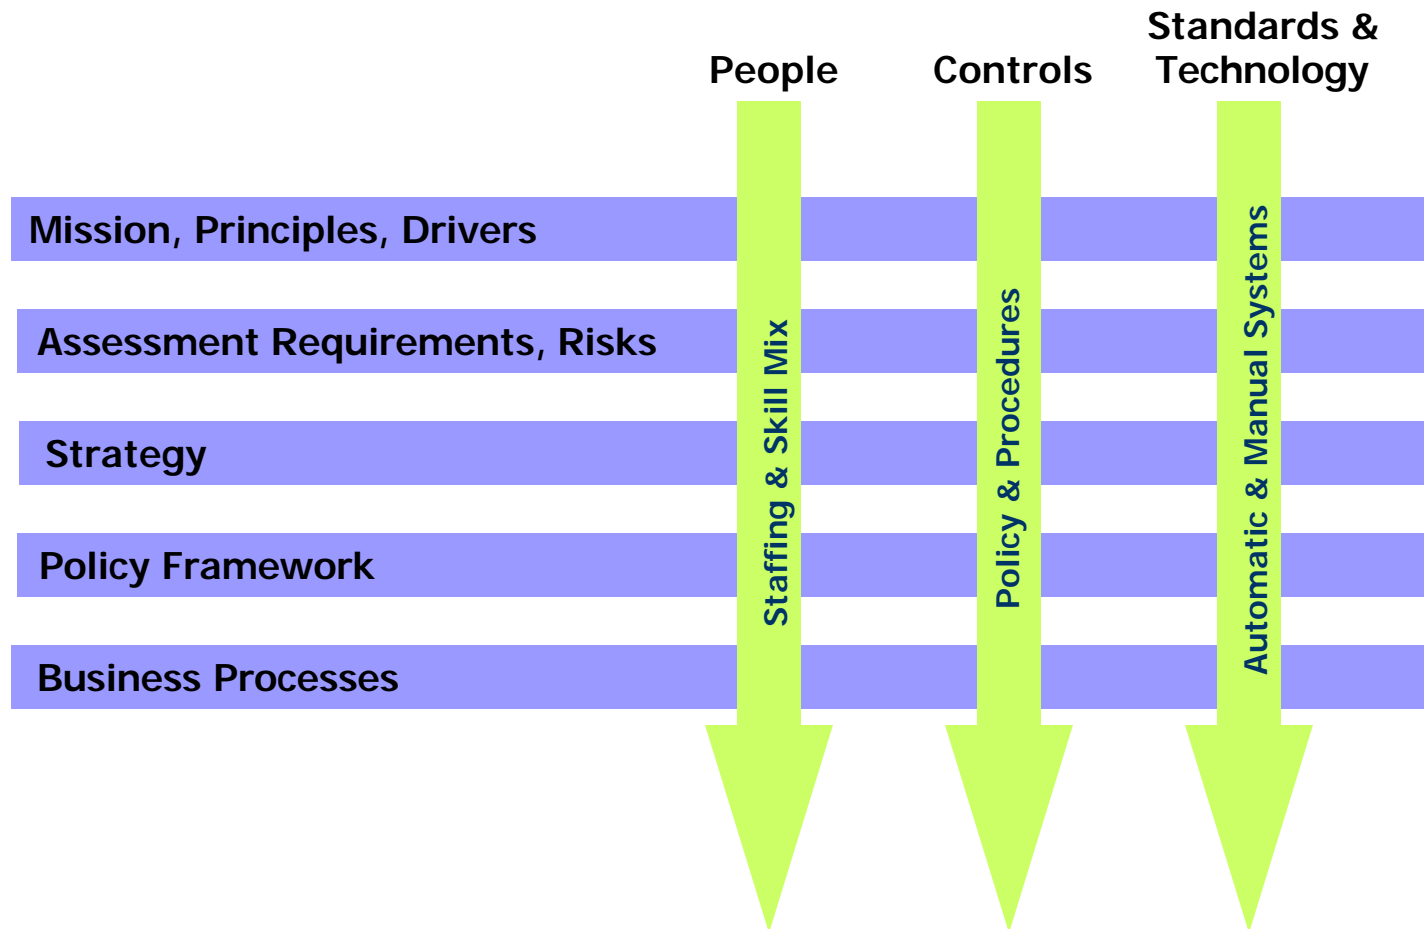 People
Controls
Standards &
Technology
Mission, Principles, Drivers
Assessment Requirements, Risks
Strategy
Policy Framework
Business Processes
Staffing & Skill Mix
Policy & Procedures
Automatic & Manual Systems